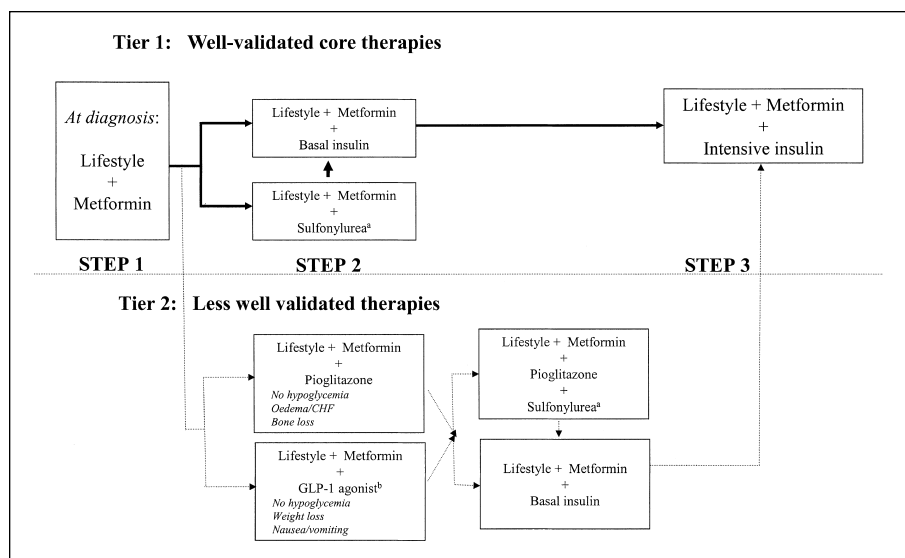 Tier 1: Well-validated core therapies
At diagnosis:
Lifestyle
+
Metformin
Lifestyle + Metformin
+
Basal insulin
Lifestyle + Metformin
+
Sulfonylureaᵃ
Lifestyle + Metformin
+
Intensive insulin
STEP 1
STEP 2
STEP 3
Tier 2: Less well validated therapies
Lifestyle + Metformin
+
Pioglitazone
No hypoglycemia
Oedema/CHF
Bone loss
Lifestyle + Metformin
+
GLP-1 agonistᵇ
No hypoglycemia
Weight loss
Nausea/vomiting
Lifestyle + Metformin
+
Pioglitazone
+
Sulfonylureaᵃ
Lifestyle + Metformin
+
Basal insulin